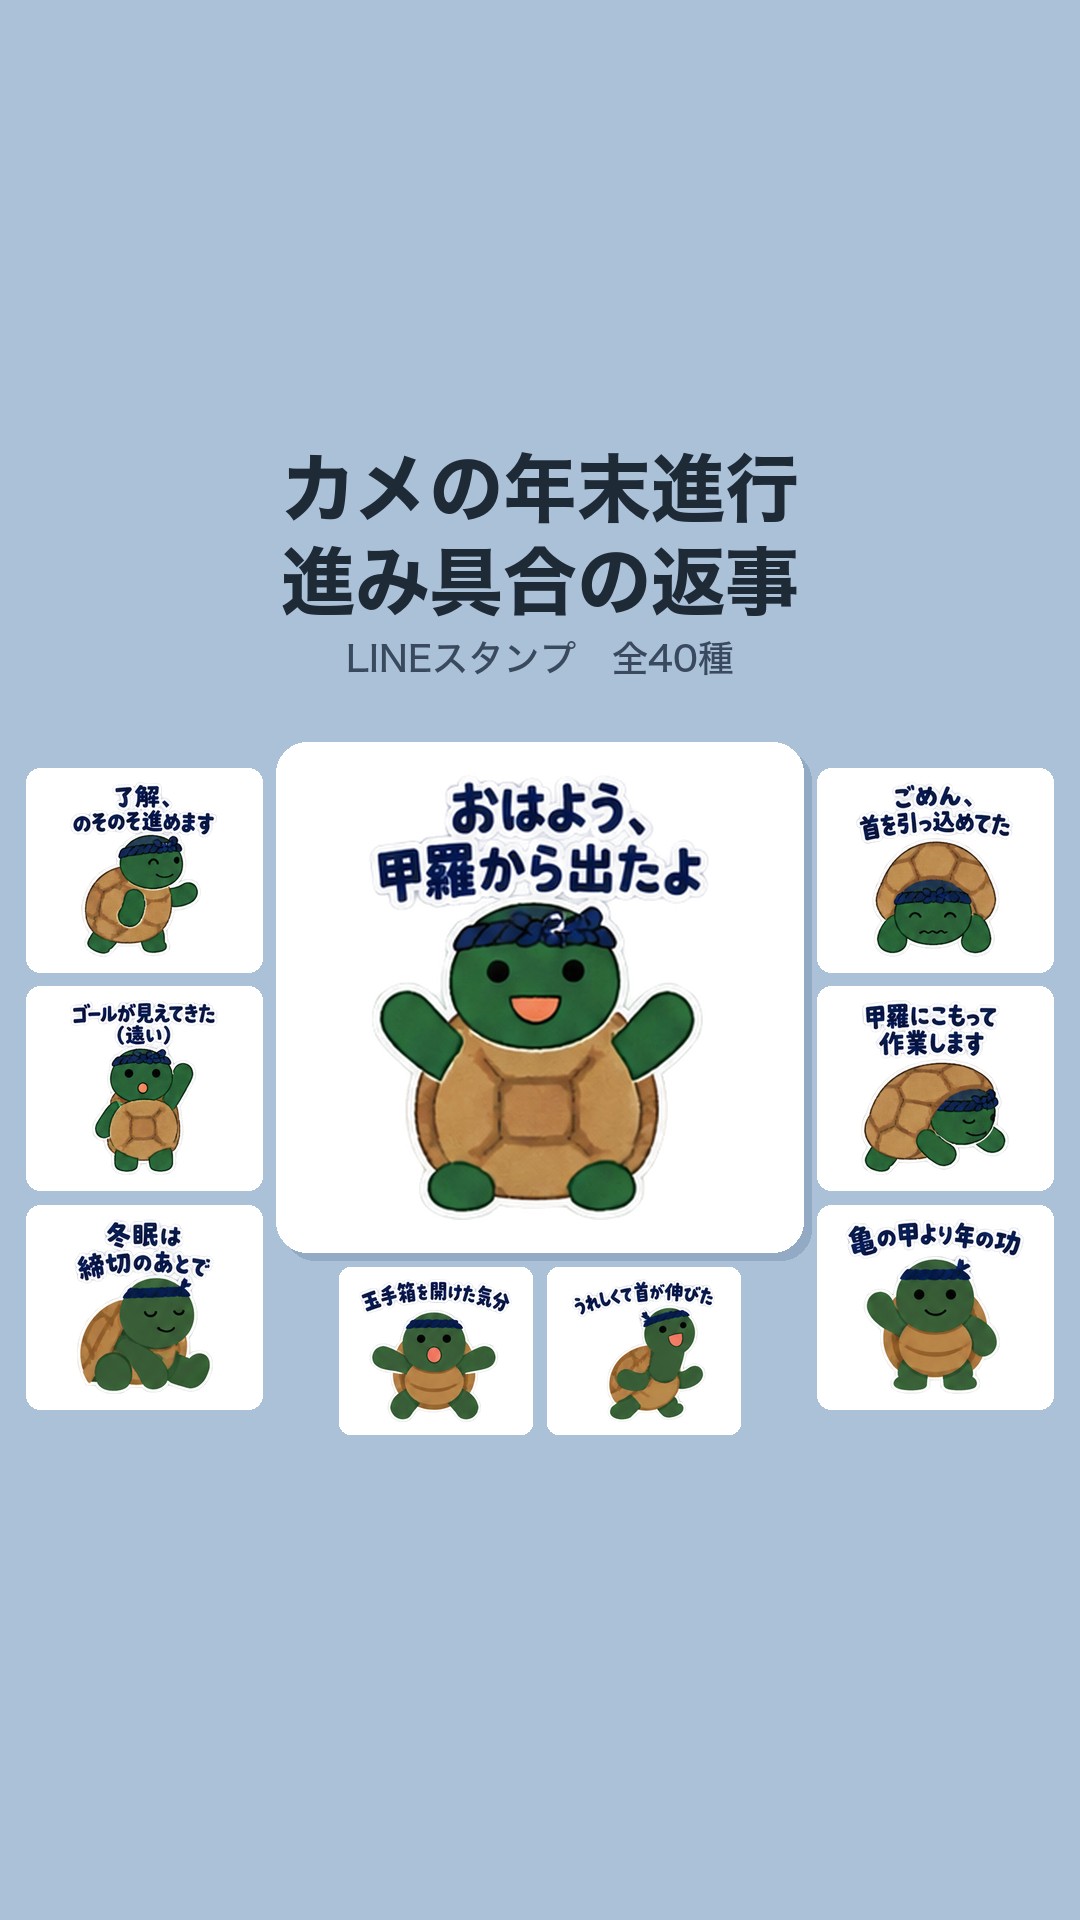 カメの年末進行
進み具合の返事
LINEスタンプ　全40種
了解、
のそのそ進めます
おはよう、
甲羅から出たよ
ごめん、
首を引っ込めてた
ゴールが見えてきた
（遠い）
甲羅にこもって
作業します
冬眠は
締切のあとで
玉手箱を開けた気分
うれしくて首が伸びた
亀の甲より年の功